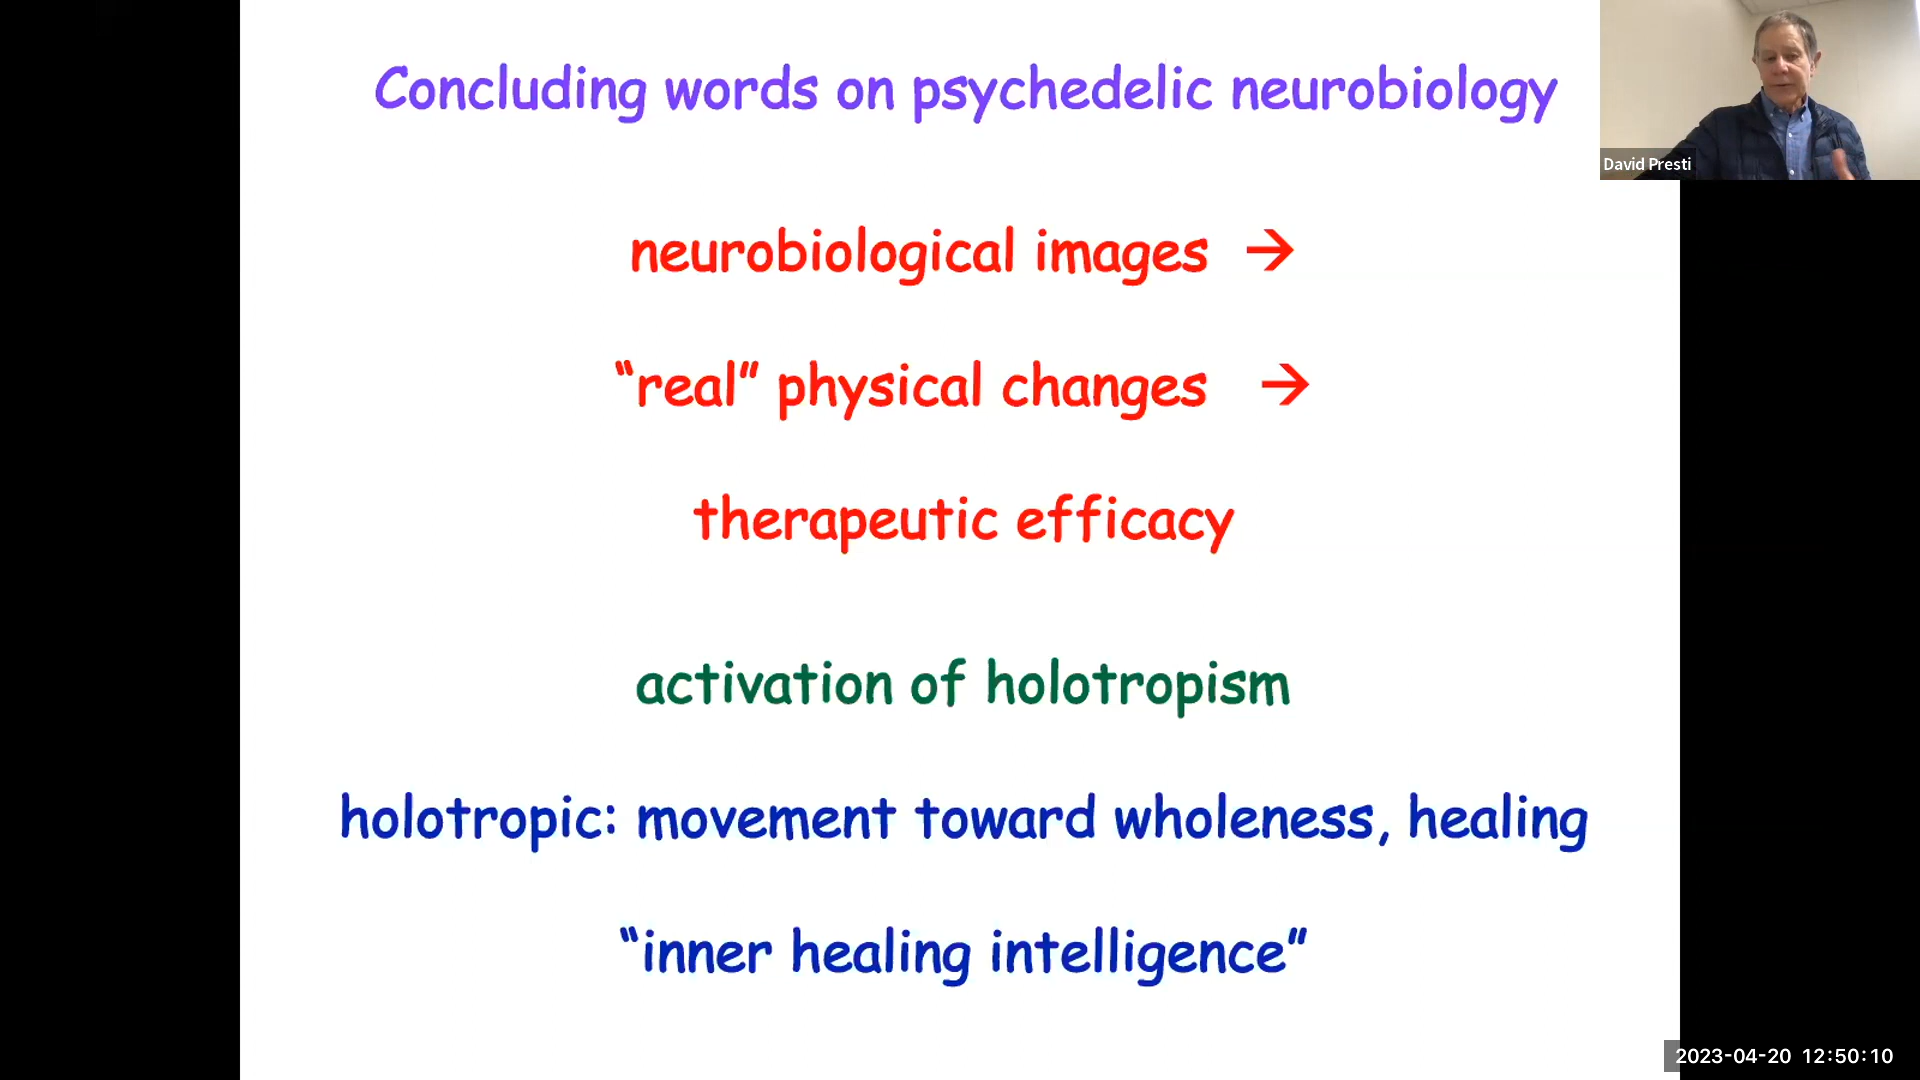 Concluding words on psychedelic neurobiology
David Presti
neurobiological images →
“real” physical changes →
therapeutic efficacy
activation of holotropism
holotropic: movement toward wholeness, healing
“inner healing intelligence”
2023-04-20 12:50:10